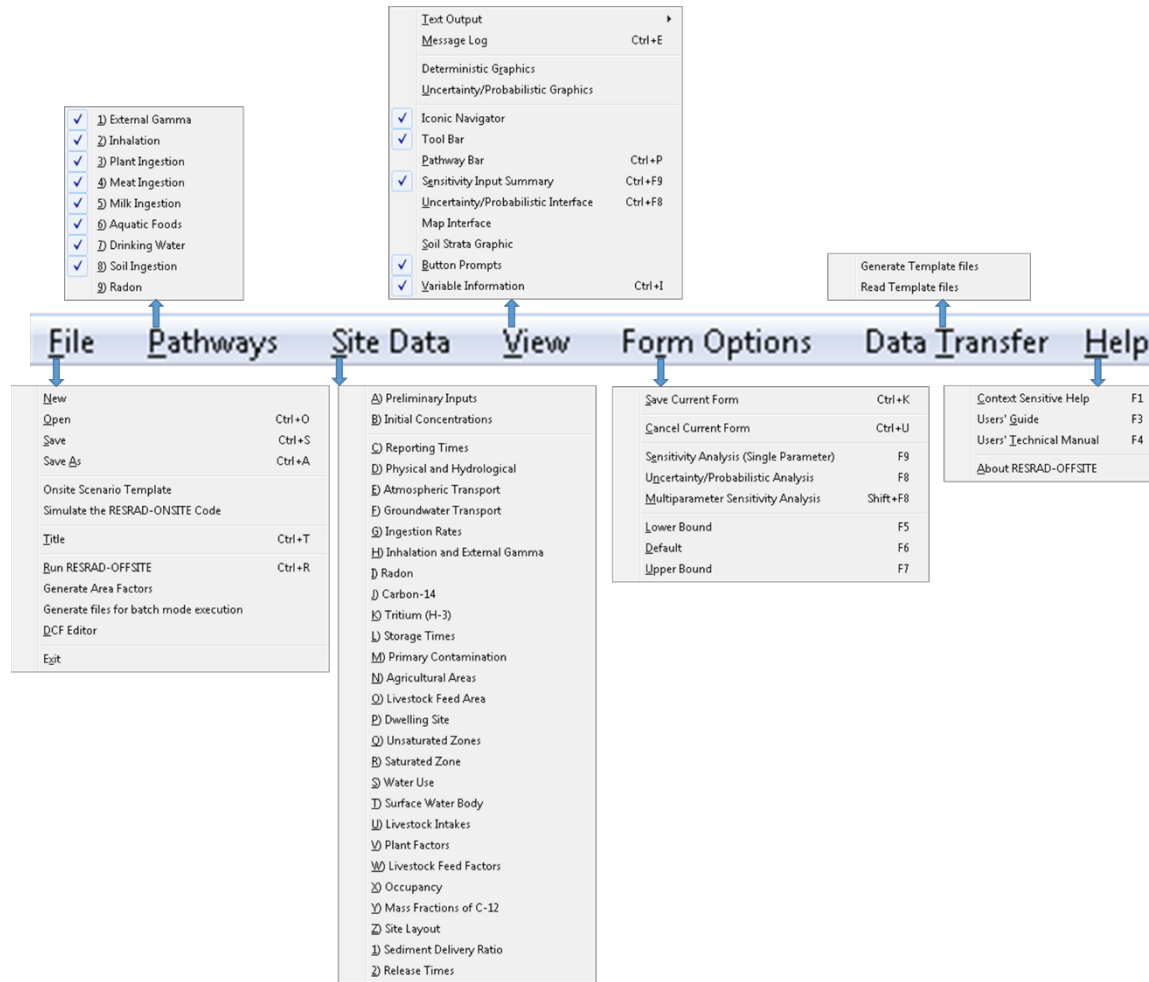 Text Output
Message Log Ctrl+E
Deterministic Graphics
Uncertainty/Probabilistic Graphics
Iconic Navigator
Tool Bar
Pathway Bar Ctrl+P
Sensitivity Input Summary Ctrl+F9
Uncertainty/Probabilistic Interface Ctrl+F8
Map Interface
Soil Strata Graphic
Button Prompts
Variable Information Ctrl+I
1) External Gamma
2) Inhalation
3) Plant Ingestion
4) Meat Ingestion
5) Milk Ingestion
6) Aquatic Foods
7) Drinking Water
8) Soil Ingestion
9) Radon
Generate Template files
Read Template files
File Pathways Site Data View Form Options Data Transfer Help
New
Open Ctrl+O
Save Ctrl+S
Save As Ctrl+A
Onsite Scenario Template
Simulate the RESRAD-ONSITE Code
Title Ctrl+T
Run RESRAD-OFFSITE Ctrl+R
Generate Area Factors
Generate files for batch mode execution
DCF Editor
Exit
A) Preliminary Inputs
B) Initial Concentrations
C) Reporting Times
D) Physical and Hydrological
E) Atmospheric Transport
F) Groundwater Transport
G) Ingestion Rates
H) Inhalation and External Gamma
I) Radon
J) Carbon-14
K) Tritium (H-3)
L) Storage Times
M) Primary Contamination
N) Agricultural Areas
O) Livestock Feed Area
P) Dwelling Site
Q) Unsaturated Zones
R) Saturated Zone
S) Water Use
T) Surface Water Body
U) Livestock Intakes
V) Plant Factors
W) Livestock Feed Factors
X) Occupancy
Y) Mass Fractions of C-12
Z) Site Layout
1) Sediment Delivery Ratio
2) Release Times
Save Current Form Ctrl+K
Cancel Current Form Ctrl+U
Sensitivity Analysis (Single Parameter) F9
Uncertainty/Probabilistic Analysis F8
Multiparameter Sensitivity Analysis Shift+F8
Lower Bound F5
Default F6
Upper Bound F7
Context Sensitive Help F1
Users' Guide F3
Users' Technical Manual F4
About RESRAD-OFFSITE